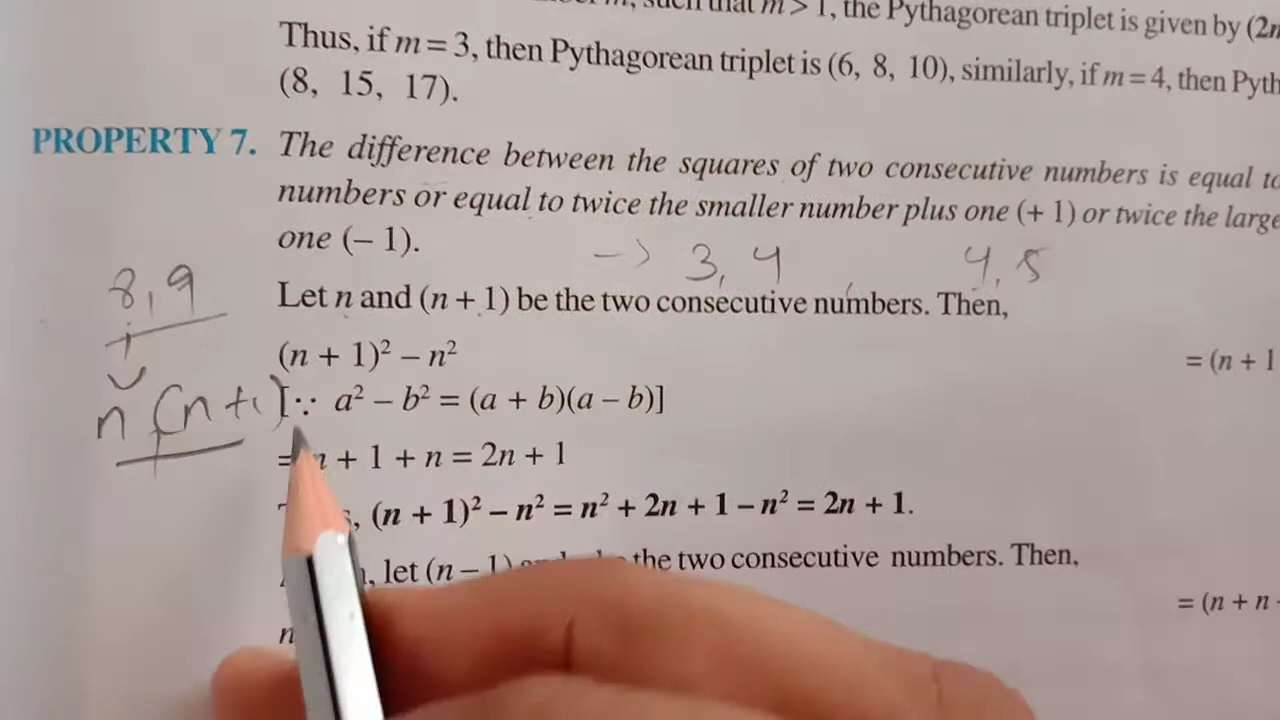 such that m > 1, the Pythagorean triplet is given by (2m
Thus, if m = 3, then Pythagorean triplet is (6, 8, 10), similarly, if m = 4, then Pyth
(8, 15, 17).
PROPERTY 7. The difference between the squares of two consecutive numbers is equal to
numbers or equal to twice the smaller number plus one (+ 1) or twice the large
one (– 1).
→ 3, 4 4, 5
8, 9
Let n and (n + 1) be the two consecutive numbers. Then,
(n + 1)² – n² = (n + 1
n (n+1)
[∵ a² – b² = (a + b)(a – b)]
= n + 1 + n = 2n + 1
, (n + 1)² – n² = n² + 2n + 1 – n² = 2n + 1.
, let (n – 1) the two consecutive numbers. Then,
= (n + n
n